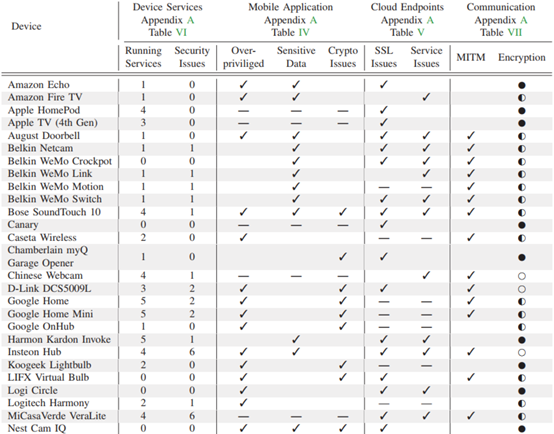 Device
Device Services
Appendix A
Table VI
Mobile Application
Appendix A
Table IV
Cloud Endpoints
Appendix A
Table V
Communication
Appendix A
Table VII
Running Services
Security Issues
Over-priviliged
Sensitive Data
Crypto Issues
SSL Issues
Service Issues
MITM
Encryption
Amazon Echo 1 0 ✓ ✓ ✓ ●
Amazon Fire TV 1 0 ✓ ✓ ✓ ◐
Apple HomePod 4 0 — — — ✓ ●
Apple TV (4th Gen) 3 0 — — — ✓ ●
August Doorbell 1 0 ✓ ✓ ✓ ✓ ✓ ◐
Belkin Netcam 1 1 ✓ ✓ ✓ ✓ ◐
Belkin WeMo Crockpot 0 0 ✓ ✓ ✓ ✓ ◐
Belkin WeMo Link 1 1 ✓ ✓ ✓ ◐
Belkin WeMo Motion 1 1 ✓ — — ✓ ◐
Belkin WeMo Switch 1 1 ✓ ✓ ✓ ✓ ◐
Bose SoundTouch 10 4 1 ✓ ✓ ✓ ✓ ✓ ✓ ◐
Canary 0 0 — — — ✓ ●
Caseta Wireless 2 0 ✓ — — ✓ ◐
Chamberlain myQ
Garage Opener 1 0 ✓ ✓ ●
Chinese Webcam 4 1 — — — ✓ ✓ ○
D-Link DCS5009L 3 2 ✓ ✓ ✓ ✓ ○
Google Home 5 2 ✓ ✓ — — ✓ ◐
Google Home Mini 5 2 ✓ ✓ — — ✓ ◐
Google OnHub 1 0 ✓ ✓ — — ◐
Harmon Kardon Invoke 5 1 ✓ ✓ ✓ ●
Insteon Hub 4 6 ✓ ✓ ✓ ✓ ✓ ○
Koogeek Lightbulb 2 0 ✓ ✓ — — ●
LIFX Virtual Bulb 0 0 ✓ ✓ ✓ ✓ ◐
Logi Circle 0 0 ✓ ✓ ✓ ●
Logitech Harmony 2 1 ✓ — — ◐
MiCasaVerde VeraLite 4 6 — — — ✓ ✓ ✓ ◐
Nest Cam IQ 0 0 ✓ ✓ ✓ ✓ ●